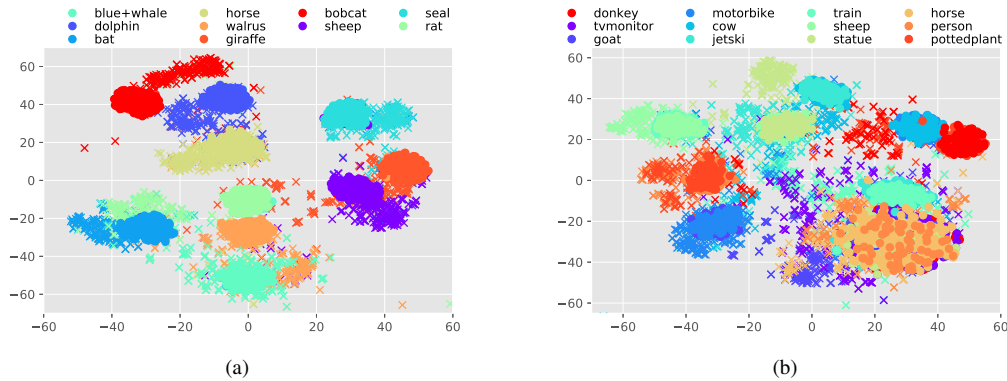 blue+whale horse bobcat seal
dolphin walrus sheep rat
bat giraffe
60
40
20
0
−20
−40
−60
−60 −40 −20 0 20 40 60
(a)
donkey motorbike train horse
tvmonitor cow sheep person
goat jetski statue pottedplant
60
40
20
0
−20
−40
−60
−60 −40 −20 0 20 40 60
(b)